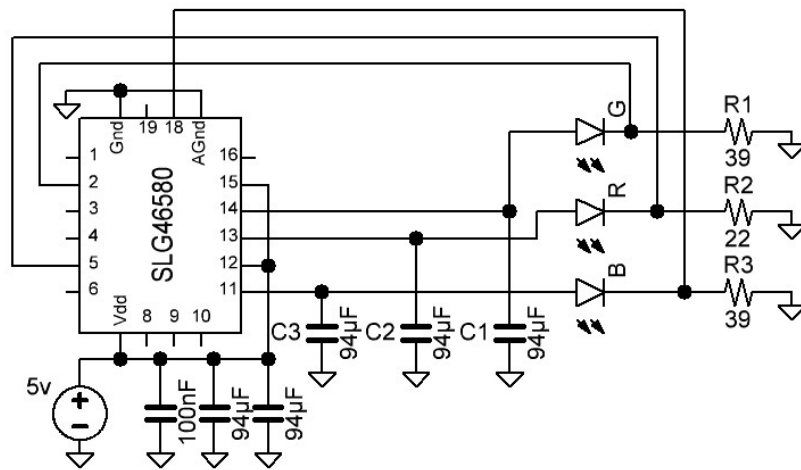 Gnd
19
18
AGnd
G
R1
39
1
16
2
15
3
14
R
R2
22
4
13
5
12
6
11
B
R3
39
SLG46580
Vdd
8
9
10
C3
94µF
C2
94µF
C1
94µF
5v
100nF
94µF
94µF